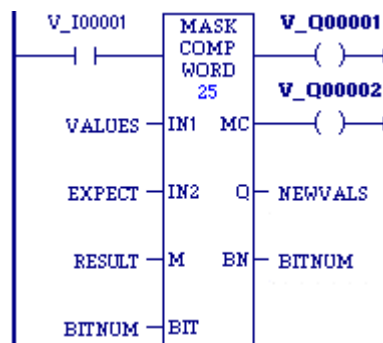 V_I00001 MASK V_Q00001
COMP
WORD
25 V_Q00002
VALUES IN1 MC
EXPECT IN2 Q NEWVALS
RESULT M BN BITNUM
BITNUM BIT